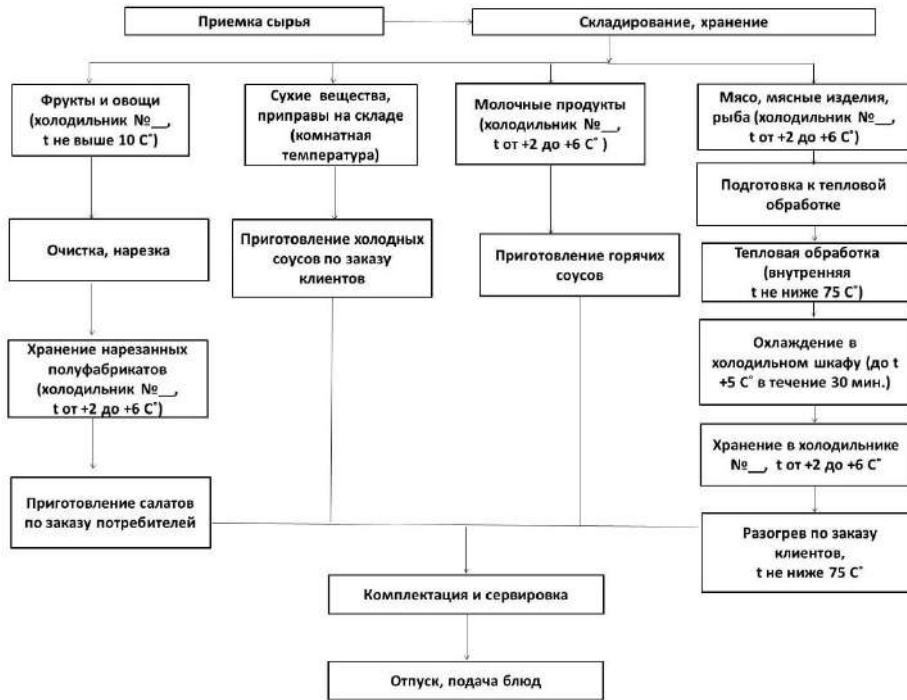 Приемка сырья
Складирование, хранение
Фрукты и овощи
(холодильник №__,
t не выше 10 С˚)
Сухие вещества,
приправы на складе
(комнатная
температура)
Молочные продукты
(холодильник №__,
t от +2 до +6 С˚ )
Мясо, мясные изделия,
рыба (холодильник №__,
t от +2 до +6 С˚)
Подготовка к тепловой
обработке
Очистка, нарезка
Приготовление холодных
соусов по заказу
клиентов
Приготовление горячих
соусов
Тепловая обработка
(внутренняя
t не ниже 75 С˚)
Хранение нарезанных
полуфабрикатов
(холодильник №__,
t от +2 до +6 С˚)
Охлаждение в
холодильном шкафу (до t
+5 С˚ в течение 30 мин.)
Хранение в холодильнике
№__, t от +2 до +6 С˚
Приготовление салатов
по заказу потребителей
Разогрев по заказу
клиентов,
t не ниже 75 С˚
Комплектация и сервировка
Отпуск, подача блюд